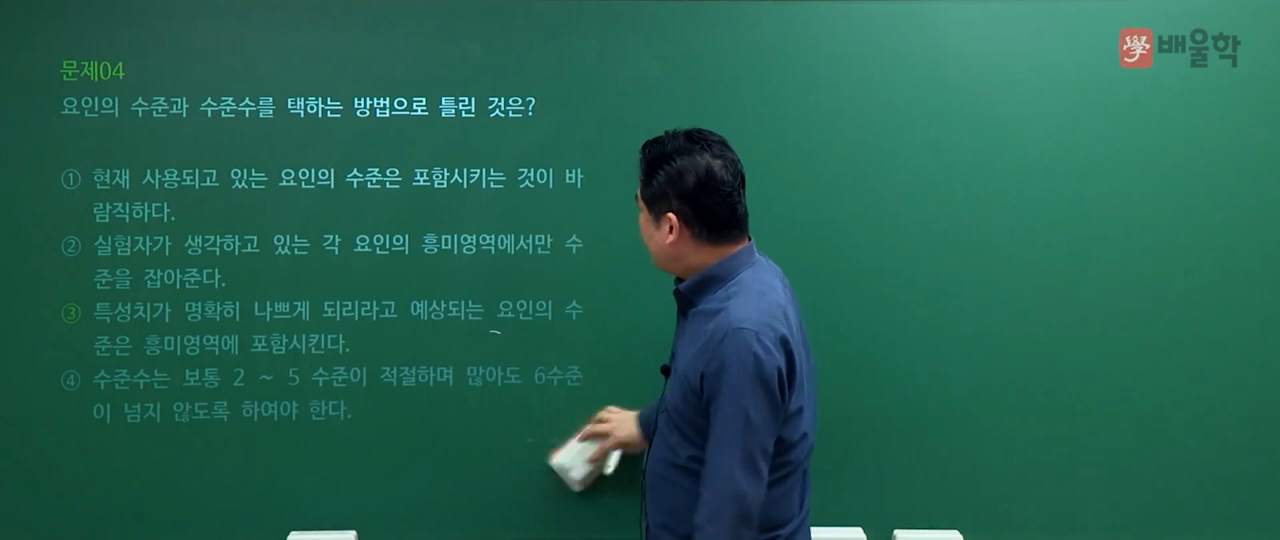 學 배울학
문제04
요인의 수준과 수준수를 택하는 방법으로 틀린 것은?
① 현재 사용되고 있는 요인의 수준은 포함시키는 것이 바
람직하다.
② 실험자가 생각하고 있는 각 요인의 흥미영역에서만 수
준을 잡아준다.
③ 특성치가 명확히 나쁘게 되리라고 예상되는 요인의 수
준은 흥미영역에 포함시킨다.
④ 수준수는 보통 2 ~ 5 수준이 적절하며 많아도 6수준
이 넘지 않도록 하여야 한다.